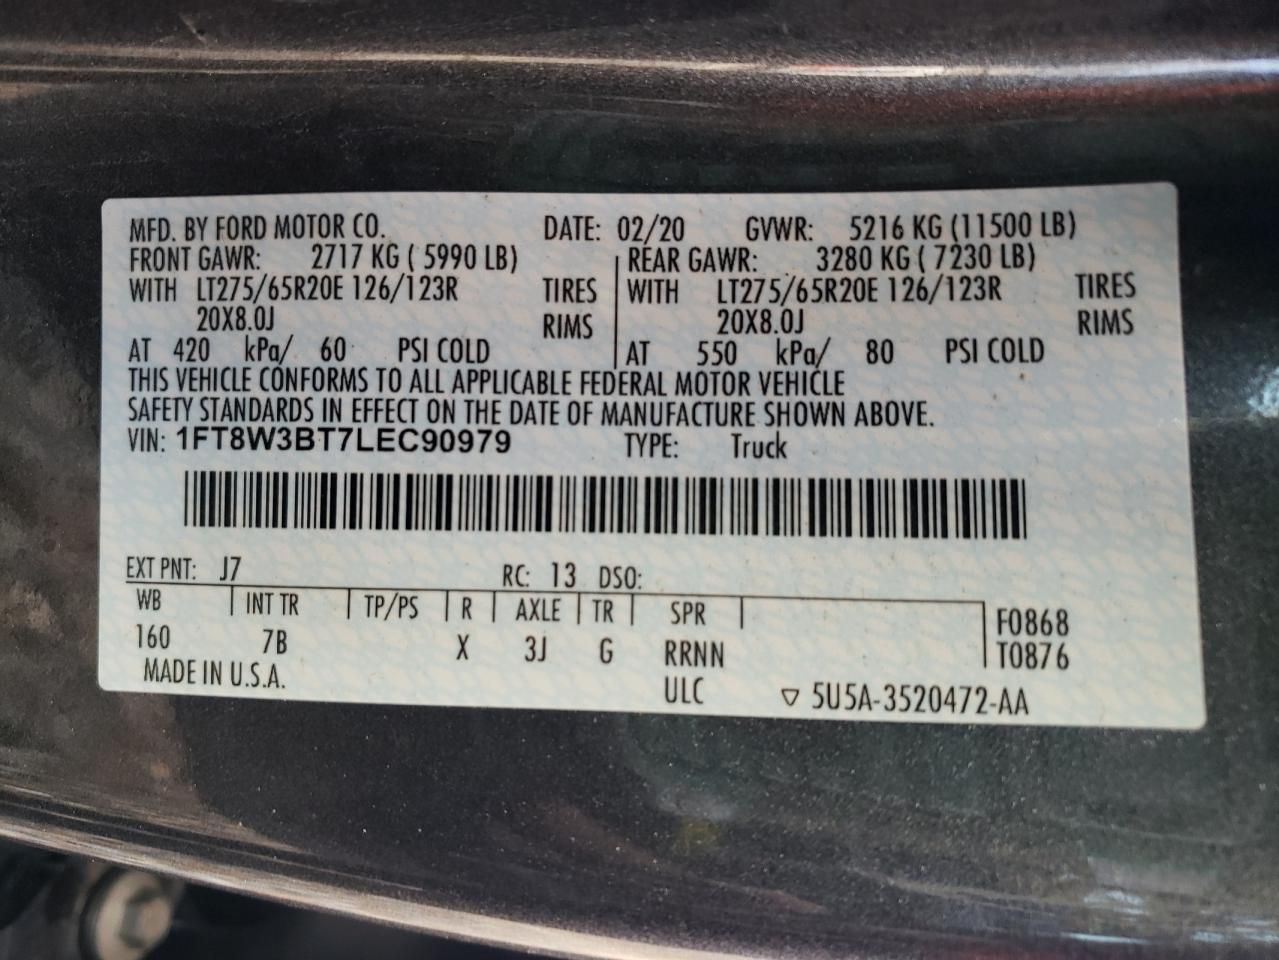 MFD. BY FORD MOTOR CO. DATE: 02/20 GVWR: 5216 KG (11500 LB)
FRONT GAWR: 2717 KG ( 5990 LB) REAR GAWR: 3280 KG ( 7230 LB)
WITH LT275/65R20E 126/123R TIRES WITH LT275/65R20E 126/123R TIRES
20X8.0J RIMS 20X8.0J RIMS
AT 420 kPa/ 60 PSI COLD AT 550 kPa/ 80 PSI COLD
THIS VEHICLE CONFORMS TO ALL APPLICABLE FEDERAL MOTOR VEHICLE
SAFETY STANDARDS IN EFFECT ON THE DATE OF MANUFACTURE SHOWN ABOVE.
VIN: 1FT8W3BT7LEC90979 TYPE: Truck
EXT PNT: J7 RC: 13 DSO:
WB INT TR TP/PS R AXLE TR SPR F0868
160 7B X 3J G RRNN T0876
MADE IN U.S.A. ULC ▽ 5U5A-3520472-AA